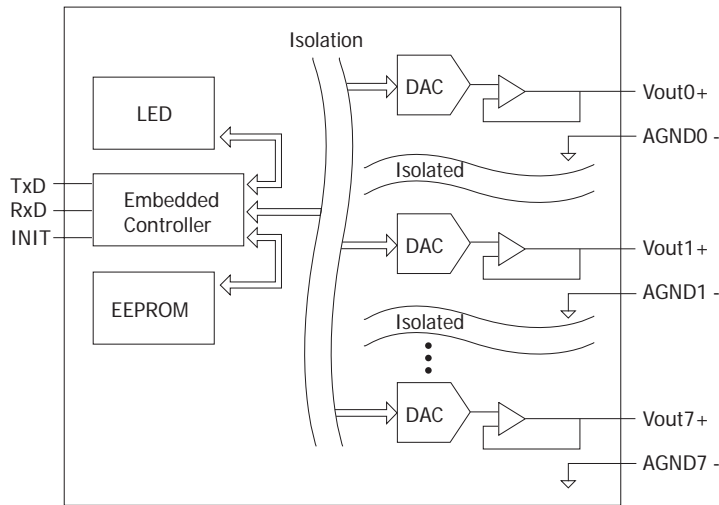 Isolation
LED
TxD
RxD
INIT
Embedded
Controller
EEPROM
DAC
Vout0+
AGND0 -
Isolated
DAC
Vout1+
AGND1 -
Isolated
DAC
Vout7+
AGND7 -